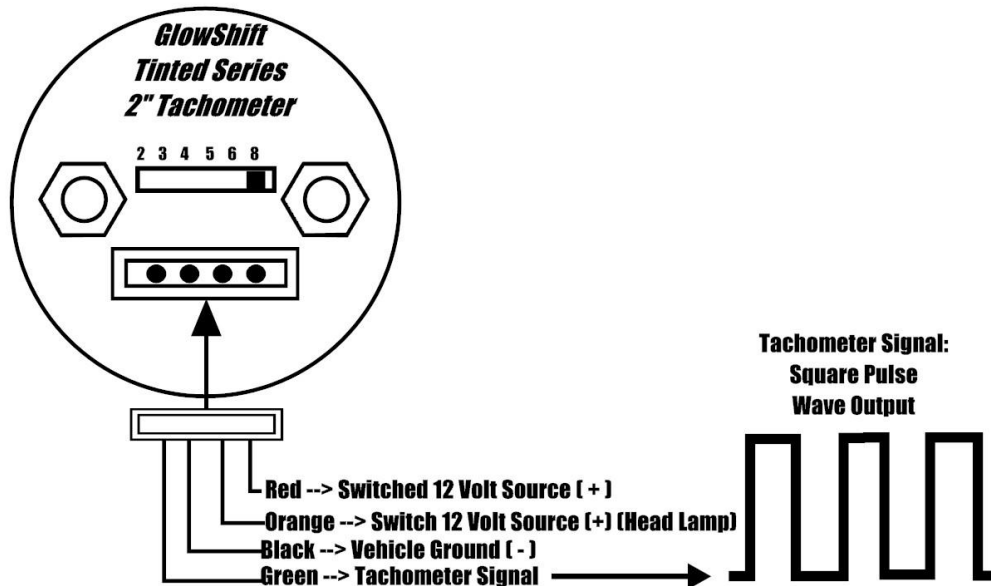 GlowShift
Tinted Series
2" Tachometer
2 3 4 5 6 8
Tachometer Signal:
Square Pulse
Wave Output
Red --> Switched 12 Volt Source ( + )
Orange --> Switch 12 Volt Source (+) (Head Lamp)
Black --> Vehicle Ground ( - )
Green --> Tachometer Signal